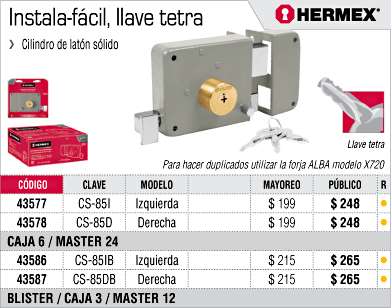 Instala-fácil, llave tetra
HERMEX®
› Cilindro de latón sólido
HERMEX
Llave tetra
Para hacer duplicados utilizar la forja ALBA modelo X720
CÓDIGO CLAVE MODELO MAYOREO PÚBLICO R
43577 CS-85I Izquierda $ 199 $ 248
43578 CS-85D Derecha $ 199 $ 248
CAJA 6 / MASTER 24
43586 CS-85IB Izquierda $ 215 $ 265
43587 CS-85DB Derecha $ 215 $ 265
BLISTER / CAJA 3 / MASTER 12